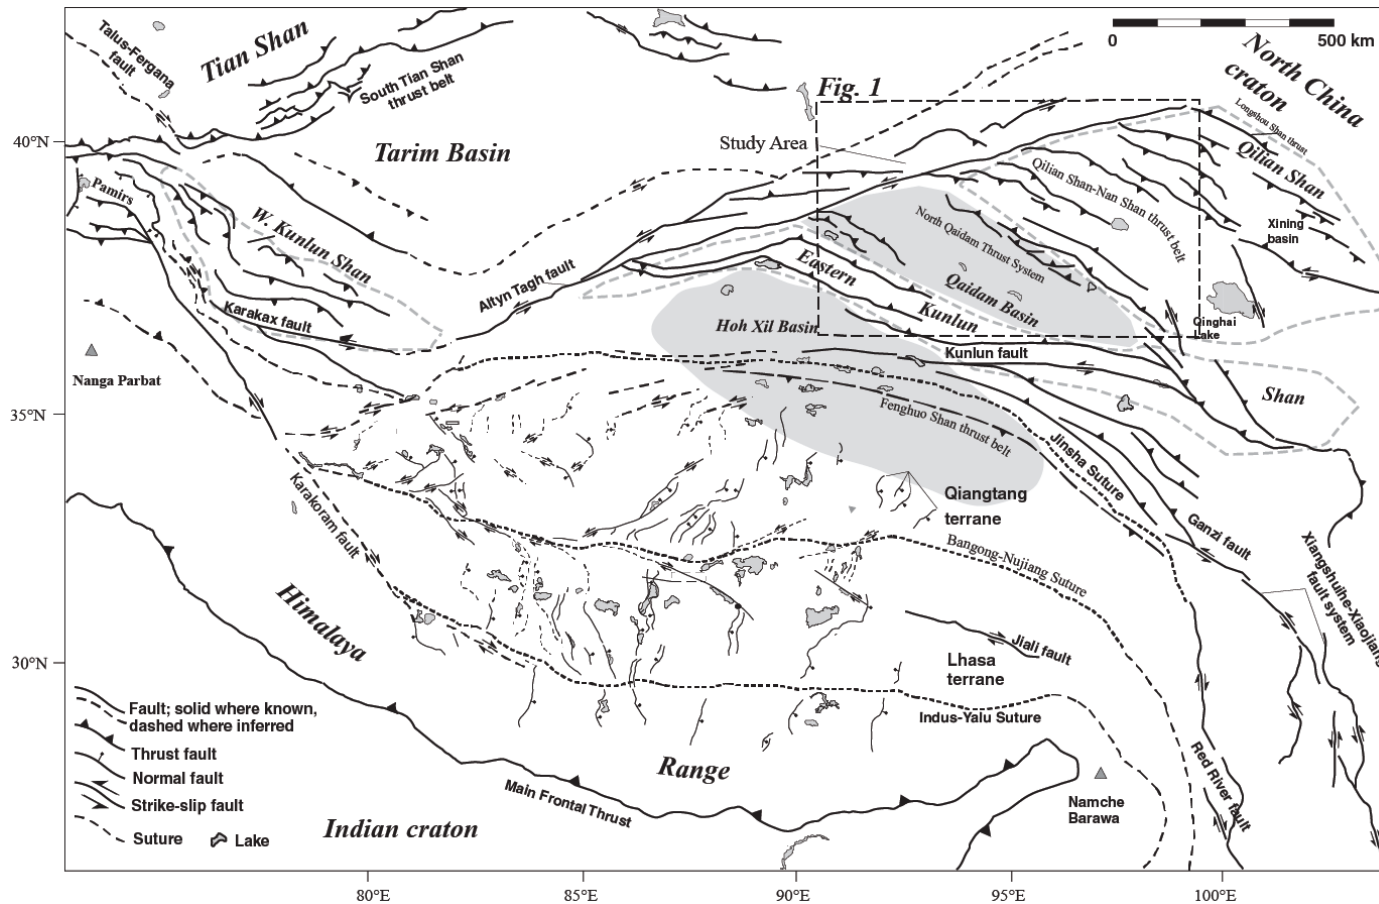 0
500 km
North China
craton
Talus-Fergana
fault
Tian Shan
South Tian Shan
thrust belt
Fig. 1
Longshou Shan thrust
40°N
Tarim Basin
Study Area
Qilian Shan
Qilian Shan-Nan Shan thrust belt
Pamirs
W. Kunlun Shan
North Qaidam Thrust System
Xining
basin
Altyn Tagh fault
Eastern
Kunlun
Qaidam Basin
Karakax fault
Hoh Xil Basin
Qinghai
Lake
Kunlun fault
Nanga Parbat
35°N
Shan
Fenghuo Shan thrust belt
Jinsha Suture
Karakoram fault
Qiangtang
terrane
Ganzi fault
Bangong-Nujiang Suture
Xiangshuihe-Xiaojiang
fault system
Himalaya
Jiali fault
30°N
Lhasa
terrane
Indus-Yalu Suture
Fault; solid where known,
dashed where inferred
Thrust fault
Normal fault
Strike-slip fault
Suture
Lake
Range
Main Frontal Thrust
Red River fault
Namche
Barawa
Indian craton
80°E
85°E
90°E
95°E
100°E